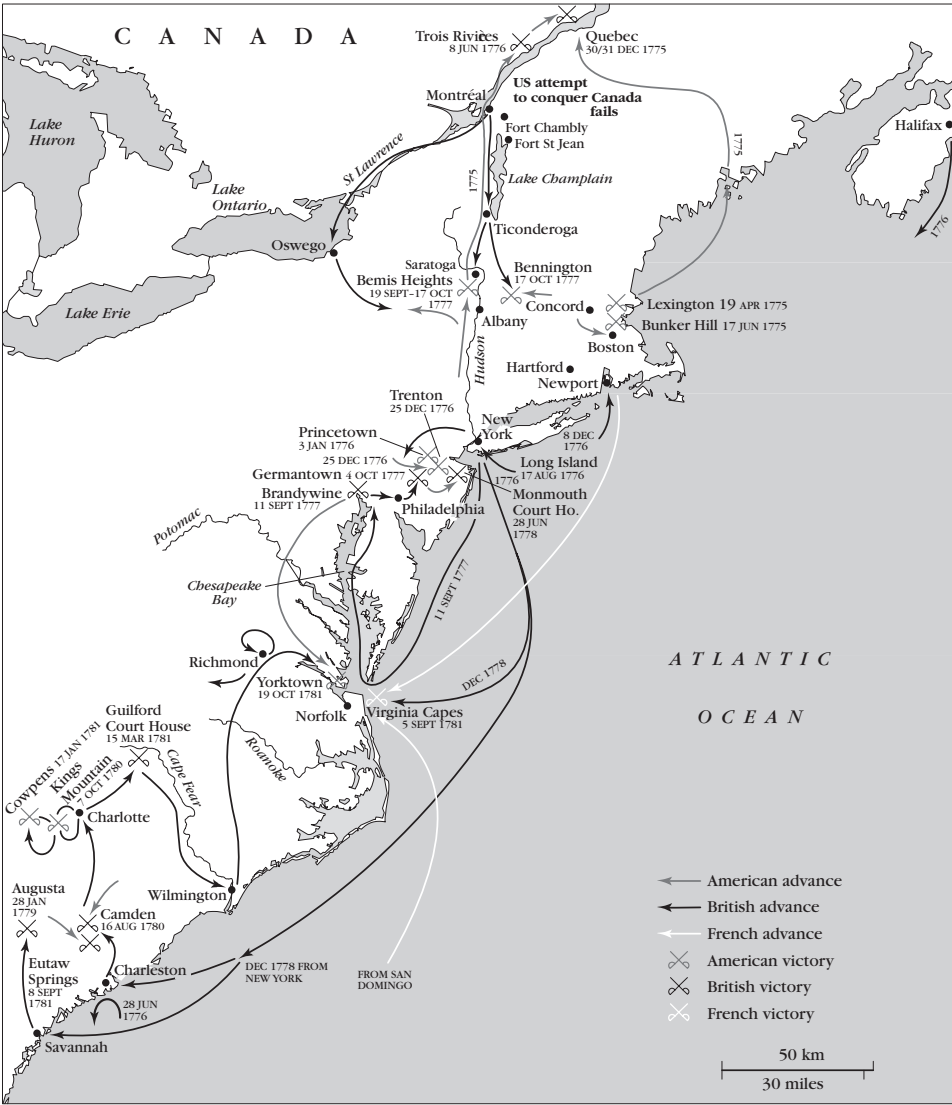 CANADA
Trois Rivières
8 JUN 1776
Quebec
30/31 DEC 1775
US attempt
to conquer Canada
fails
Montréal
Fort Chambly
Fort St Jean
Lake
Huron
Halifax
St Lawrence
1775
1775
Lake Champlain
Lake
Ontario
1776
Ticonderoga
Oswego
Saratoga
Bemis Heights
19 SEPT–17 OCT
1777
Bennington
17 OCT 1777
Concord
Lexington 19 APR 1775
Bunker Hill 17 JUN 1775
Boston
Lake Erie
Albany
Hudson
Hartford
Newport
Trenton
25 DEC 1776
New
York
8 DEC
1776
Princetown
3 JAN 1776
25 DEC 1776
Long Island
17 AUG 1776
1776
Germantown 4 OCT 1777
Brandywine
11 SEPT 1777
Philadelphia
Monmouth
Court Ho.
28 JUN
1778
Potomac
Chesapeake
Bay
11 SEPT 1777
Richmond
DEC 1778
ATLANTIC
OCEAN
Yorktown
19 OCT 1781
Norfolk
Virginia Capes
5 SEPT 1781
Guilford
Court House
15 MAR 1781
Cowpens 17 JAN 1781
Kings
Mountain
7 OCT 1780
Cape Fear
Roanoke
Charlotte
Wilmington
Augusta
28 JAN
1779
Camden
16 AUG 1780
Eutaw
Springs
8 SEPT
1781
Charleston
28 JUN
1776
DEC 1778 FROM
NEW YORK
FROM SAN
DOMINGO
Savannah
American advance
British advance
French advance
American victory
British victory
French victory
50 km
30 miles